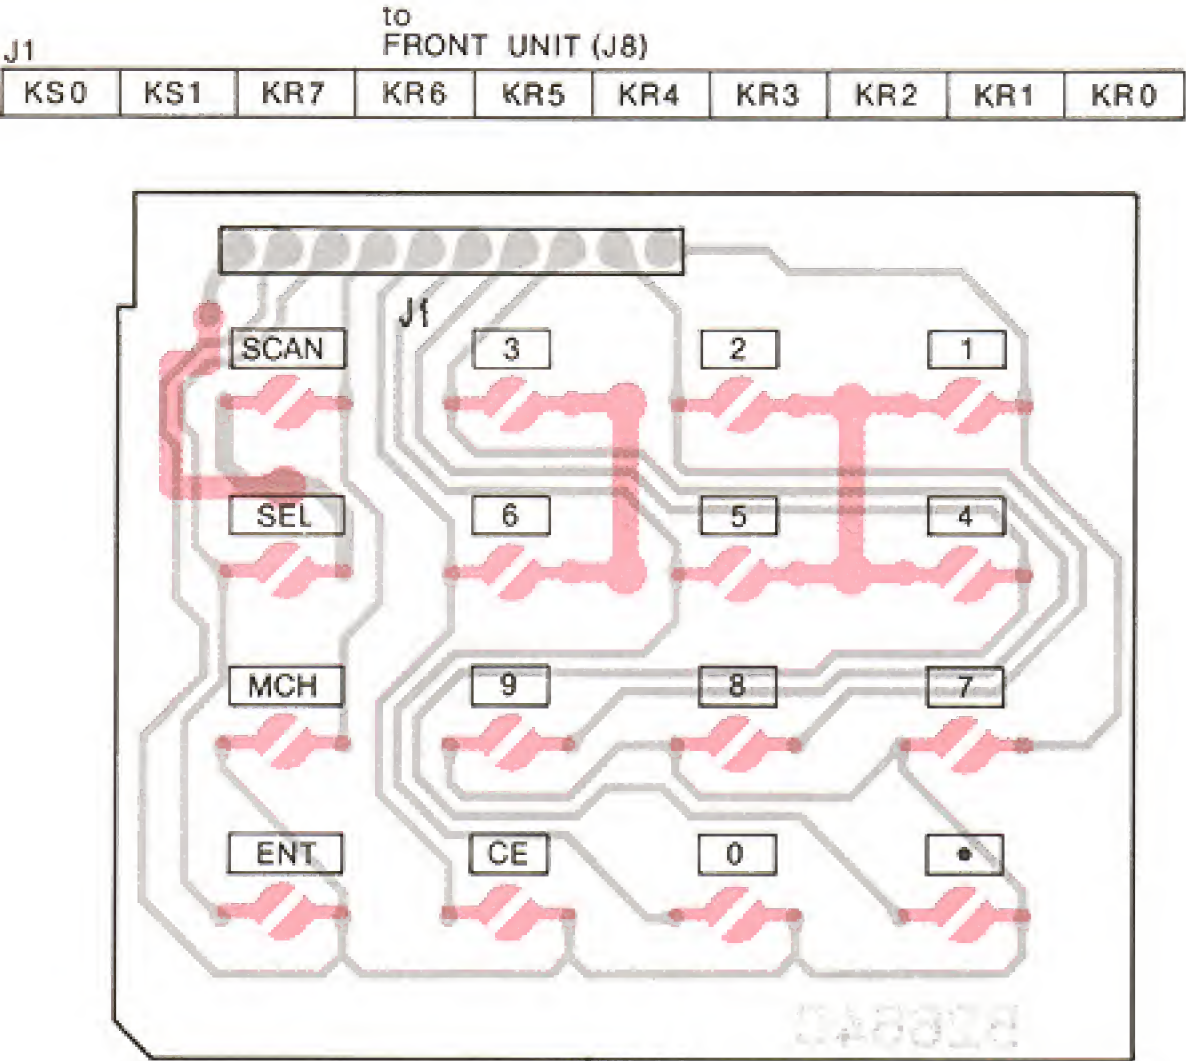 to
J1 FRONT UNIT (J8)
KS0 KS1 KR7 KR6 KR5 KR4 KR3 KR2 KR1 KR0
J1
SCAN 3 2 1
SEL 6 5 4
MCH 9 8 7
ENT CE 0 •